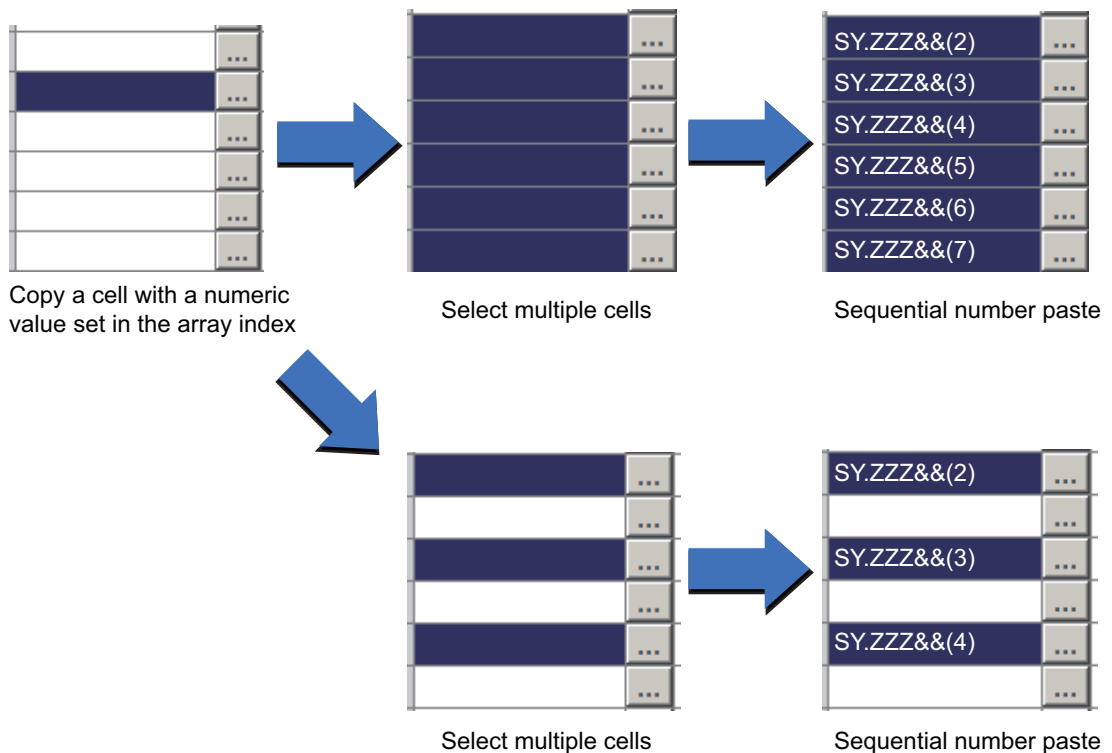 SY.ZZZ&&(2)
SY.ZZZ&&(3)
SY.ZZZ&&(4)
SY.ZZZ&&(5)
SY.ZZZ&&(6)
SY.ZZZ&&(7)
Copy a cell with a numeric
value set in the array index
Select multiple cells
Sequential number paste
SY.ZZZ&&(2)
SY.ZZZ&&(3)
SY.ZZZ&&(4)
Select multiple cells
Sequential number paste